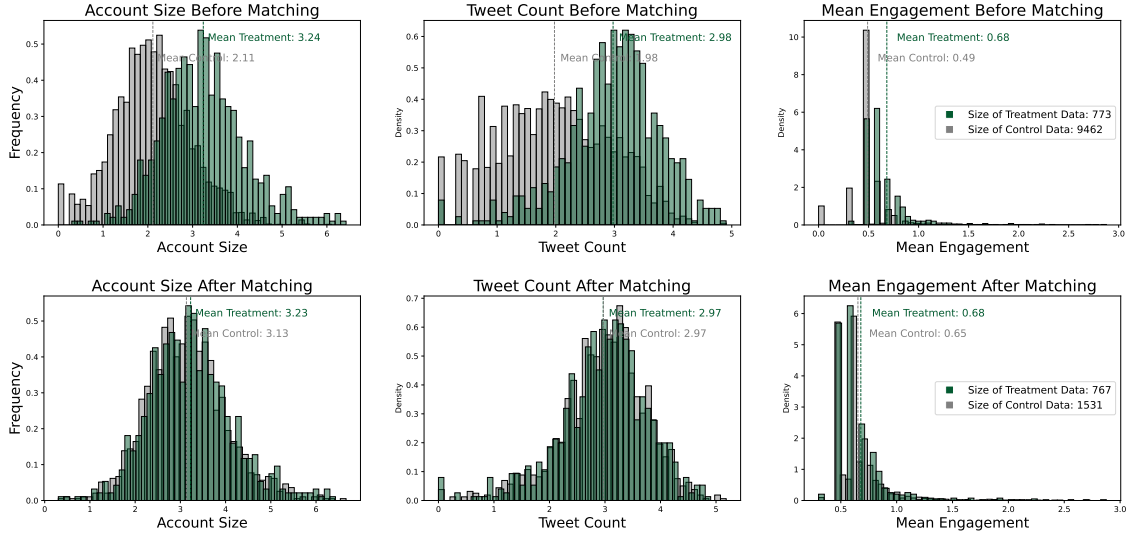 Account Size Before Matching
Frequency
0.5
0.4
0.3
0.2
0.1
0.0
Mean Treatment: 3.24
Mean Control: 2.11
0 1 2 3 4 5 6
Account Size
Tweet Count Before Matching
Density
0.6
0.5
0.4
0.3
0.2
0.1
0.0
Mean Treatment: 2.98
Mean Control: 1.98
0 1 2 3 4 5
Tweet Count
Mean Engagement Before Matching
Density
10
8
6
4
2
0
Mean Treatment: 0.68
Mean Control: 0.49
Size of Treatment Data: 773
Size of Control Data: 9462
0.0 0.5 1.0 1.5 2.0 2.5 3.0
Mean Engagement
Account Size After Matching
Frequency
0.5
0.4
0.3
0.2
0.1
0.0
Mean Treatment: 3.23
Mean Control: 3.13
0 1 2 3 4 5 6
Account Size
Tweet Count After Matching
Density
0.7
0.6
0.5
0.4
0.3
0.2
0.1
0.0
Mean Treatment: 2.97
Mean Control: 2.97
0 1 2 3 4 5
Tweet Count
Mean Engagement After Matching
Density
6
5
4
3
2
1
0
Mean Treatment: 0.68
Mean Control: 0.65
Size of Treatment Data: 767
Size of Control Data: 1531
0.5 1.0 1.5 2.0 2.5 3.0
Mean Engagement